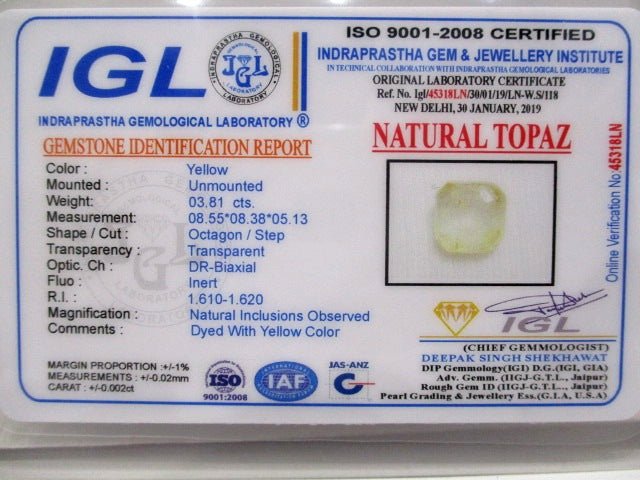 IGL
INDRAPRASTHA GEMOLOGICAL
LABORATORY
INDRAPRASTHA GEMOLOGICAL LABORATORY ®
GEMSTONE IDENTIFICATION REPORT
Color : Yellow
Mounted : Unmounted
Weight: 03.81 cts.
Measurement: 08.55*08.38*05.13
Shape / Cut : Octagon / Step
Transparency : Transparent
Optic. Ch : DR-Biaxial
Fluo : Inert
R.I. : 1.610-1.620
Magnification : Natural Inclusions Observed
Comments : Dyed With Yellow Color
MARGIN PROPORTION :+/-1%
MEASUREMENTS : +/-0.02mm
CARAT : +/-0.002ct
ISO
9001:2008
IAF
JAS-ANZ
ISO 9001-2008 CERTIFIED
INDRAPRASTHA GEM & JEWELLERY INSTITUTE
IN TECHNICAL COLLABORATION WITH INDRAPRASTHA GEMOLOGICAL LABORATORIES
ORIGINAL LABORATORY CERTIFICATE
Ref. No. Igl/45318LN/30/01/19/LN-W.S/118
NEW DELHI, 30 JANUARY, 2019
NATURAL TOPAZ
Online Verification No:45318LN
IGL
(CHIEF GEMMOLOGIST)
DEEPAK SINGH SHEKHAWAT
DIP Gemmology(IGI) D.G.(IGI, GIA)
Adv. Gemm. (IIGJ-G.T.L., Jaipur)
Rough Gem ID (IIGJ-G.T.L., Jaipur)
Pearl Grading & Jewellery Ess.(G.I.A, U.S.A)